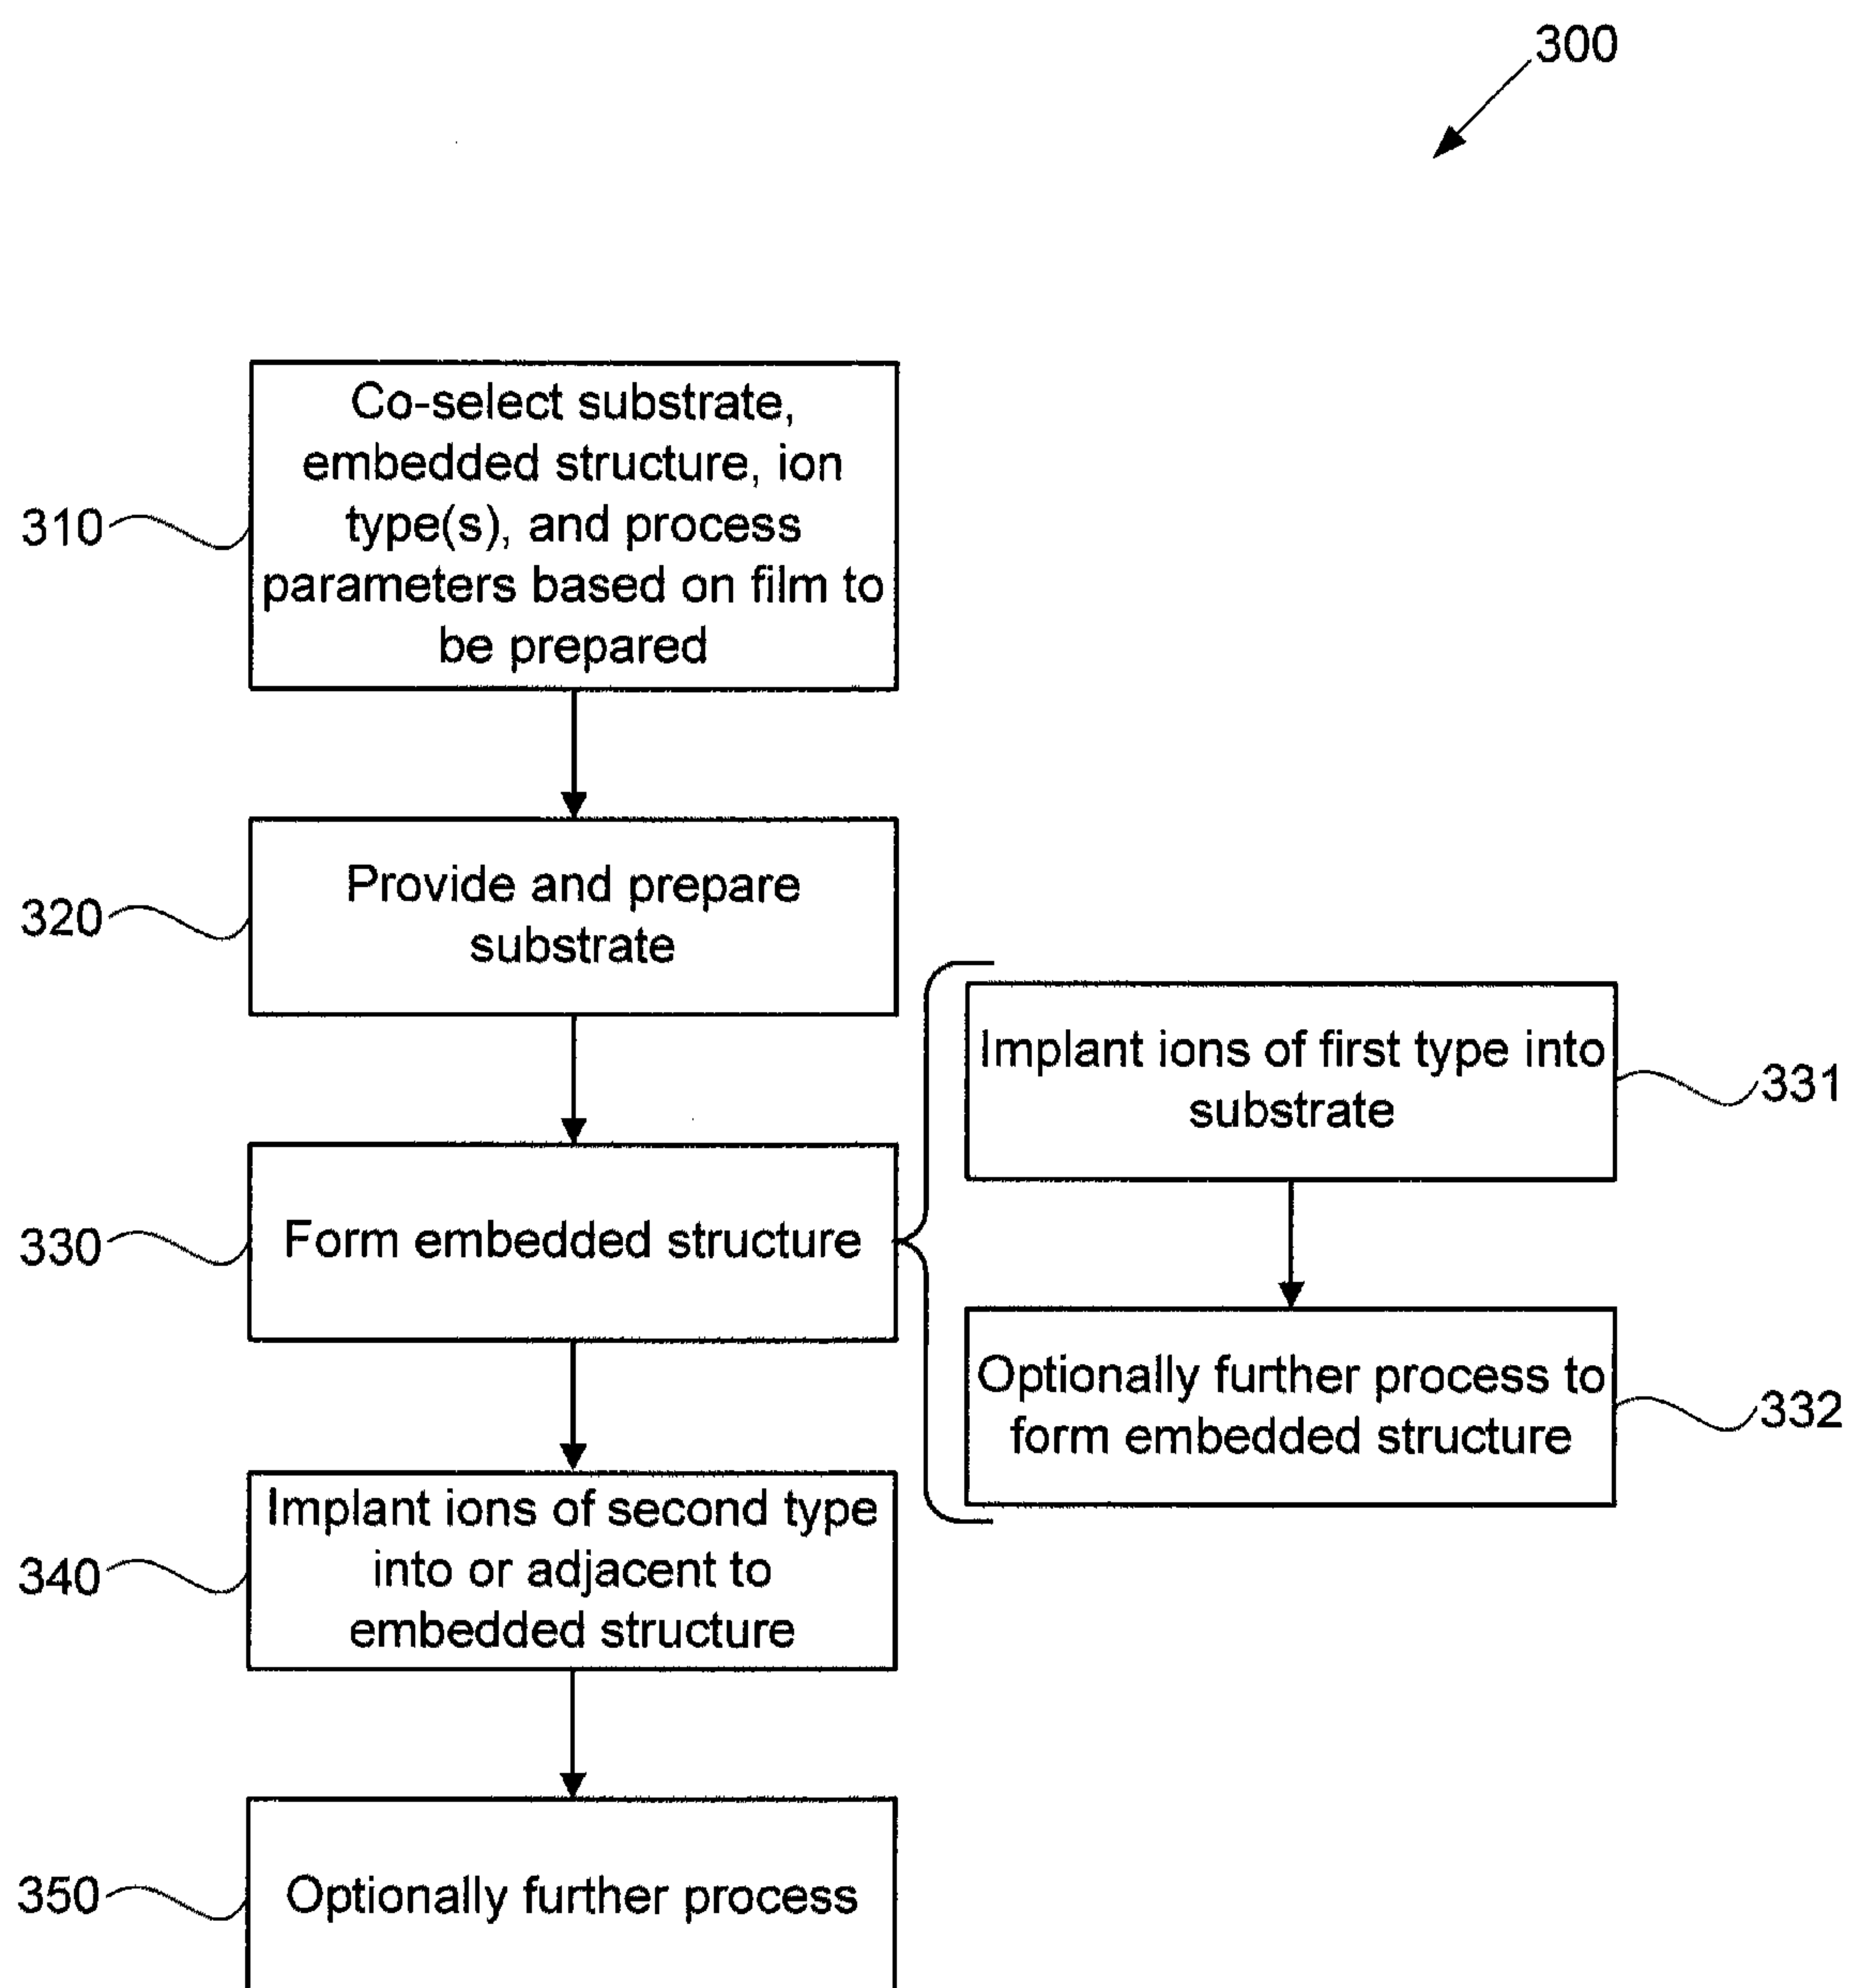 300
310
Co-select substrate,
embedded structure, ion
type(s), and process
parameters based on film to
be prepared
320
Provide and prepare
substrate
330
Form embedded structure
331
Implant ions of first type into
substrate
332
Optionally further process to
form embedded structure
340
Implant ions of second type
into or adjacent to
embedded structure
350
Optionally further process